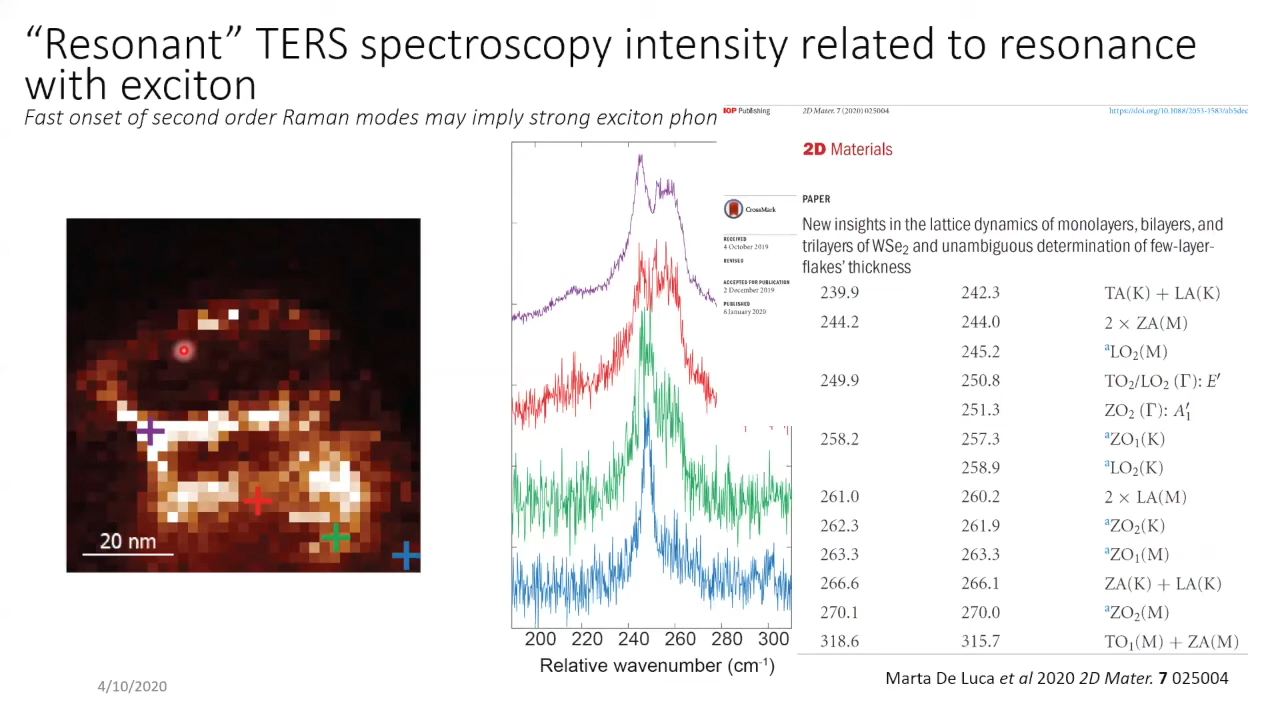 “Resonant” TERS spectroscopy intensity related to resonance
with exciton
Fast onset of second order Raman modes may imply strong exciton phon
IOP Publishing
2D Mater. 7 (2020) 025004
https://doi.org/10.1088/2053-1583/ab5dec
2D Materials
CrossMark
RECEIVED
4 October 2019
REVISED
ACCEPTED FOR PUBLICATION
2 December 2019
PUBLISHED
6 January 2020
PAPER
New insights in the lattice dynamics of monolayers, bilayers, and
trilayers of WSe₂ and unambiguous determination of few-layer-
flakes’ thickness
239.9 242.3 TA(K) + LA(K)
244.2 244.0 2 × ZA(M)
245.2 ᵃLO₂(M)
249.9 250.8 TO₂/LO₂ (Γ): E′
251.3 ZO₂ (Γ): A′₁
258.2 257.3 ᵃZO₁(K)
258.9 ᵃLO₂(K)
261.0 260.2 2 × LA(M)
262.3 261.9 ᵃZO₂(K)
263.3 263.3 ᵃZO₁(M)
266.6 266.1 ZA(K) + LA(K)
270.1 270.0 ᵃZO₂(M)
318.6 315.7 TO₁(M) + ZA(M)
20 nm
200 220 240 260 280 300
Relative wavenumber (cm⁻¹)
4/10/2020
Marta De Luca et al 2020 2D Mater. 7 025004